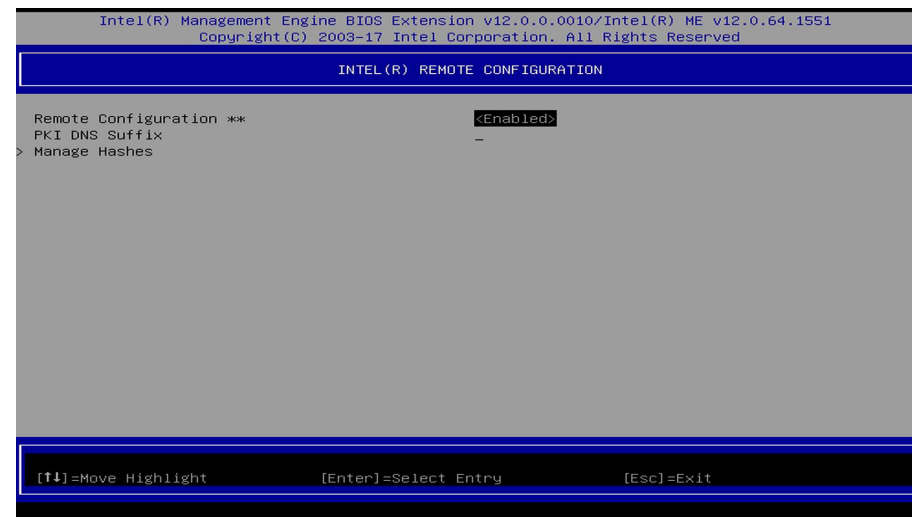 Intel(R) Management Engine BIOS Extension v12.0.0.0010/Intel(R) ME v12.0.64.1551
Copyright(C) 2003-17 Intel Corporation. All Rights Reserved
INTEL(R) REMOTE CONFIGURATION
Remote Configuration ** <Enabled>
PKI DNS Suffix _
> Manage Hashes
[↑↓]=Move Highlight [Enter]=Select Entry [Esc]=Exit